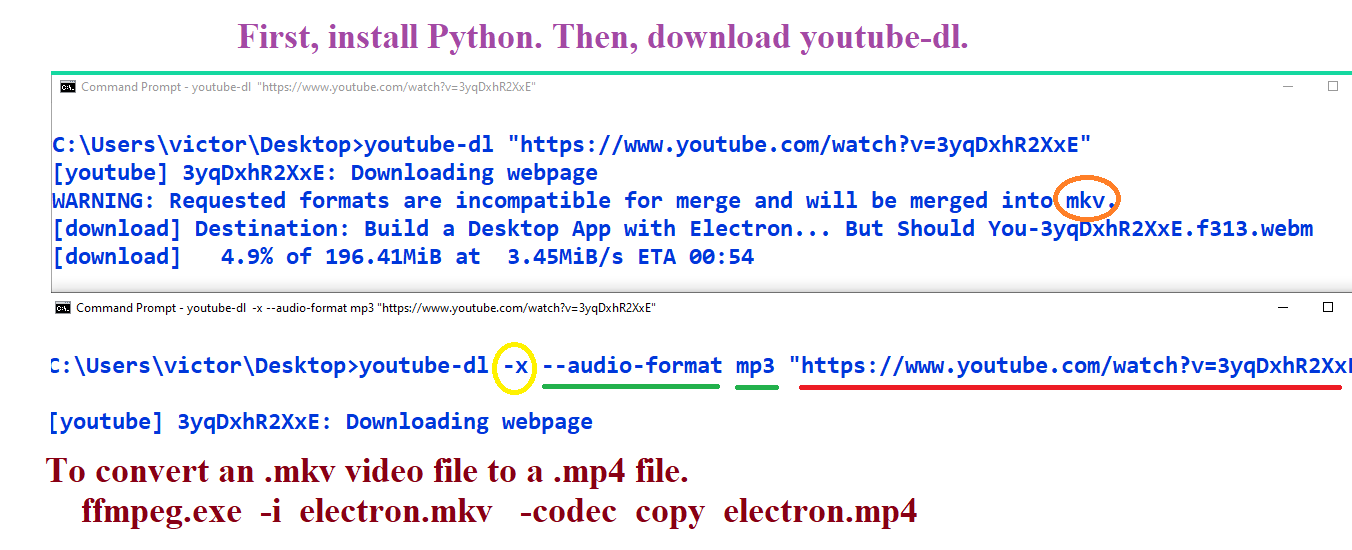 First, install Python. Then, download youtube-dl.
Command Prompt - youtube-dl "https://www.youtube.com/watch?v=3yqDxhR2XxE"
C:\Users\victor\Desktop>youtube-dl "https://www.youtube.com/watch?v=3yqDxhR2XxE"
[youtube] 3yqDxhR2XxE: Downloading webpage
WARNING: Requested formats are incompatible for merge and will be merged into mkv.
[download] Destination: Build a Desktop App with Electron... But Should You-3yqDxhR2XxE.f313.webm
[download]   4.9% of 196.41MiB at  3.45MiB/s ETA 00:54
Command Prompt - youtube-dl -x --audio-format mp3 "https://www.youtube.com/watch?v=3yqDxhR2XxE"
C:\Users\victor\Desktop>youtube-dl -x --audio-format mp3 "https://www.youtube.com/watch?v=3yqDxhR2XxE
[youtube] 3yqDxhR2XxE: Downloading webpage
To convert an .mkv video file to a .mp4 file.
ffmpeg.exe -i electron.mkv -codec copy electron.mp4